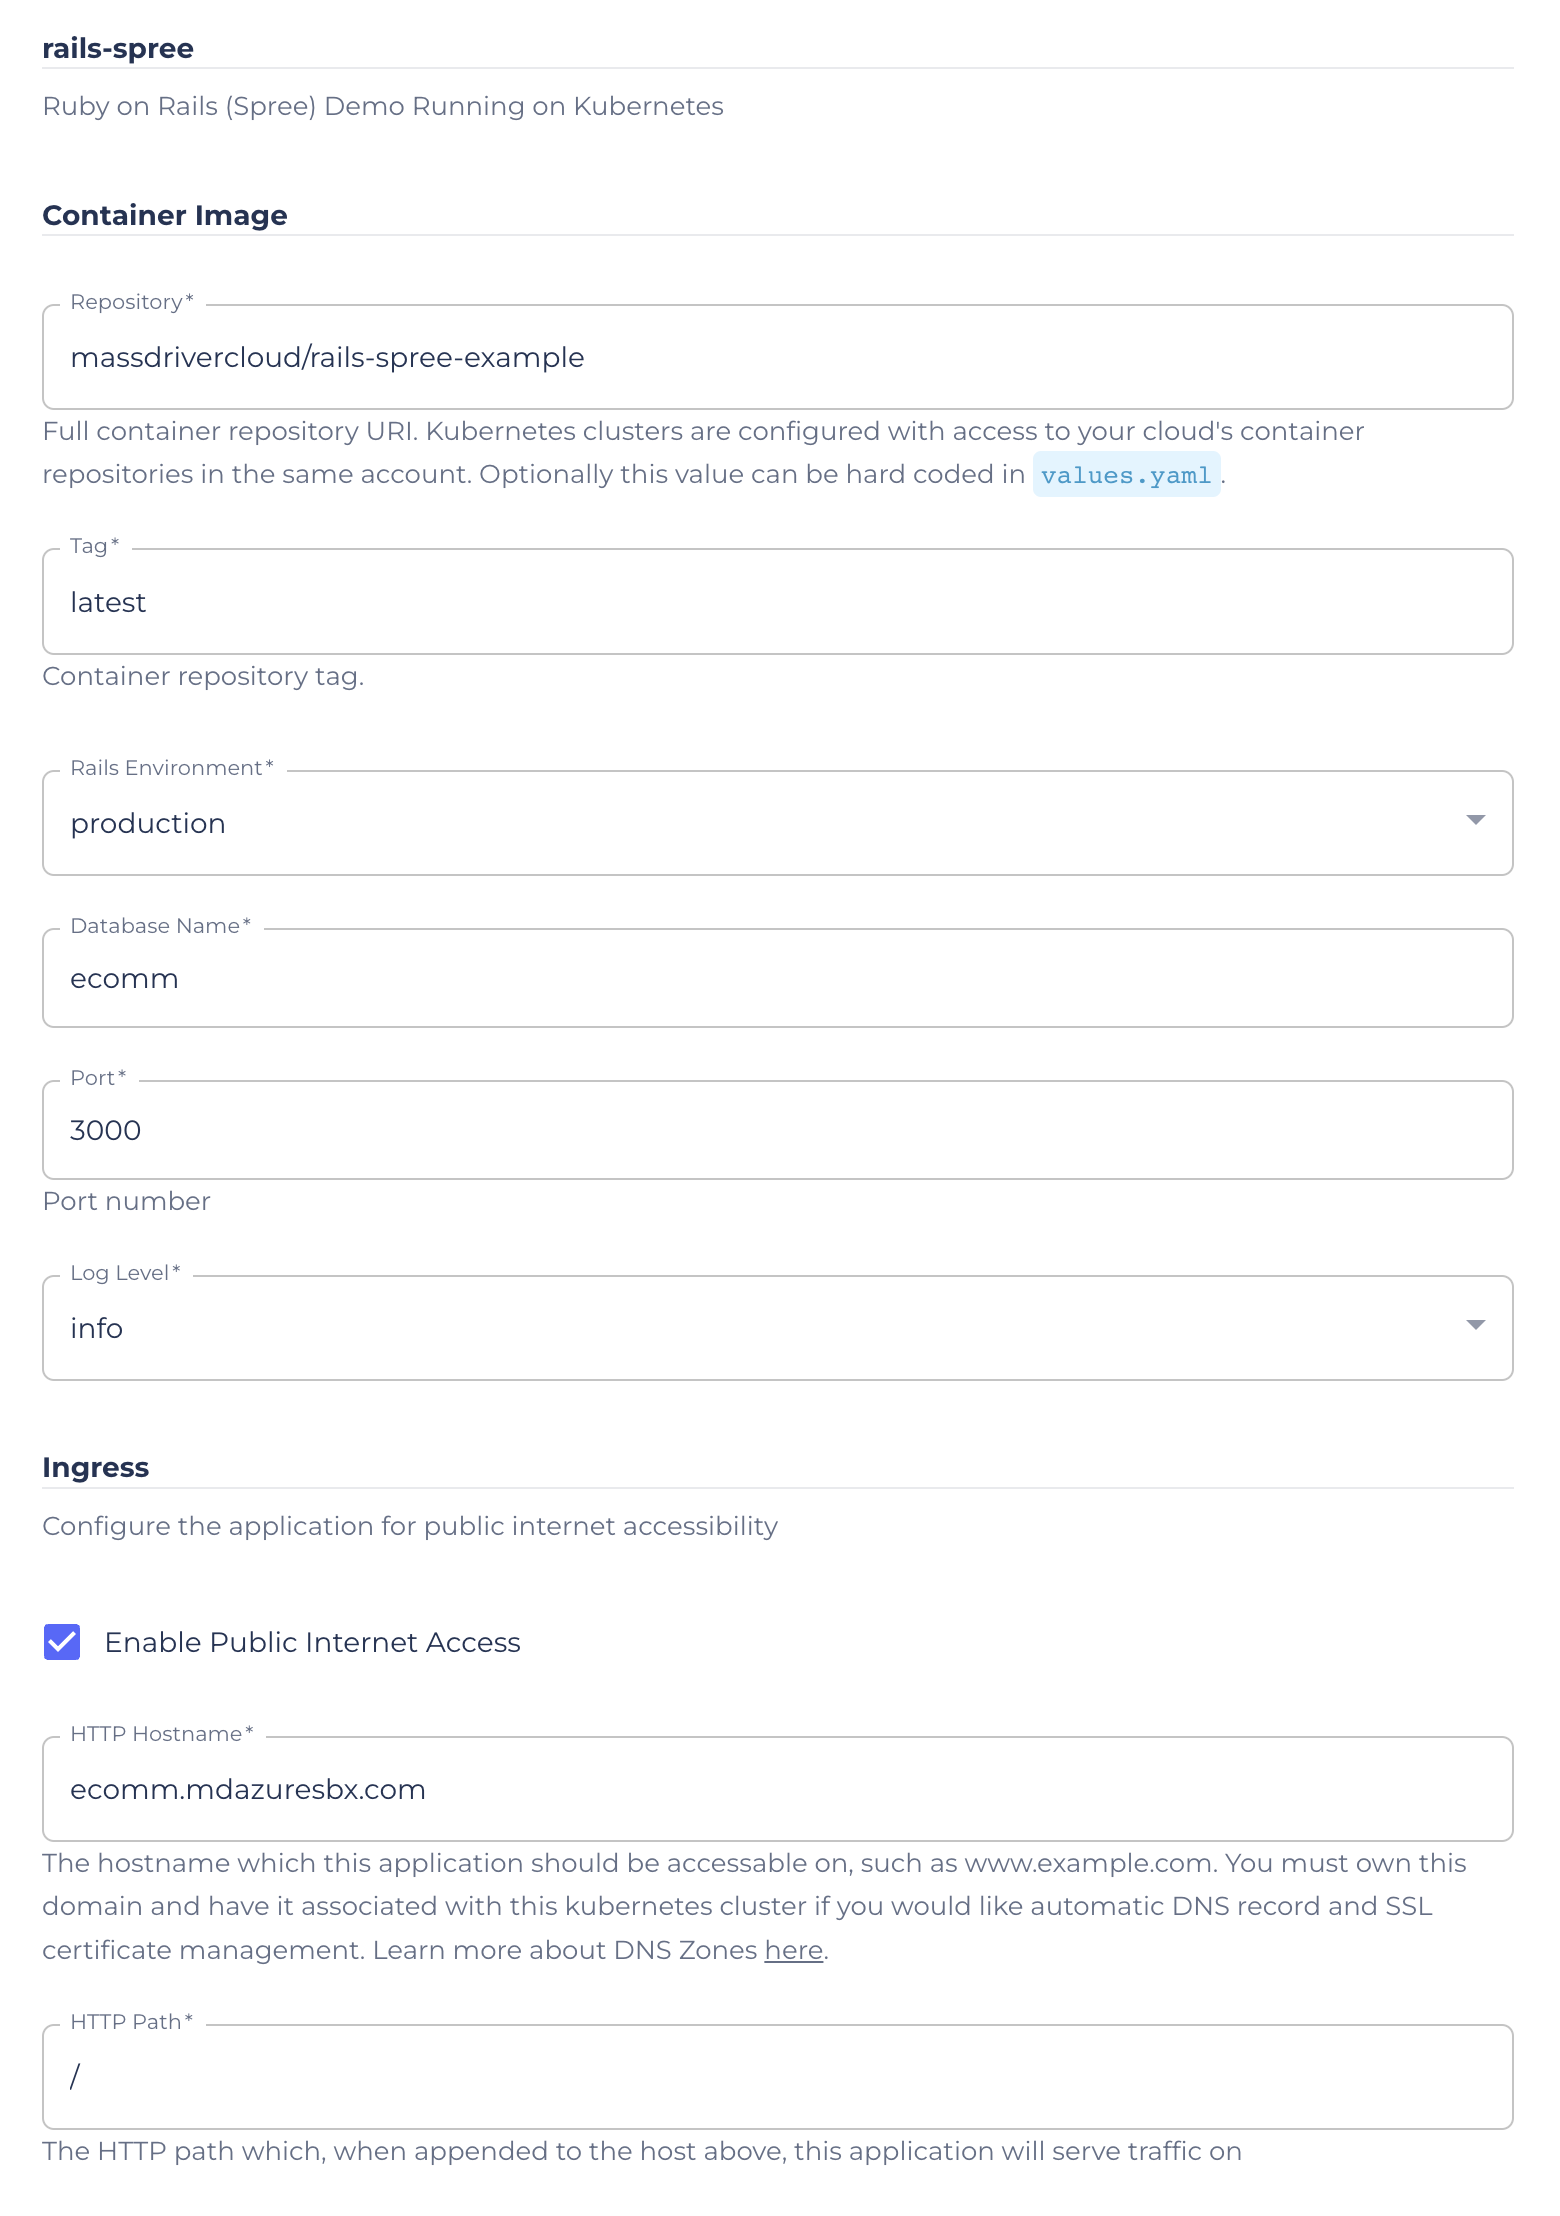 rails-spree
Ruby on Rails (Spree) Demo Running on Kubernetes
Container Image
Repository*
massdrivercloud/rails-spree-example
Full container repository URI. Kubernetes clusters are configured with access to your cloud's container
repositories in the same account. Optionally this value can be hard coded in values.yaml.
Tag*
latest
Container repository tag.
Rails Environment*
production
Database Name*
ecomm
Port*
3000
Port number
Log Level*
info
Ingress
Configure the application for public internet accessibility
Enable Public Internet Access
HTTP Hostname*
ecomm.mdazuresbx.com
The hostname which this application should be accessable on, such as www.example.com. You must own this
domain and have it associated with this kubernetes cluster if you would like automatic DNS record and SSL
certificate management. Learn more about DNS Zones here.
HTTP Path*
/
The HTTP path which, when appended to the host above, this application will serve traffic on